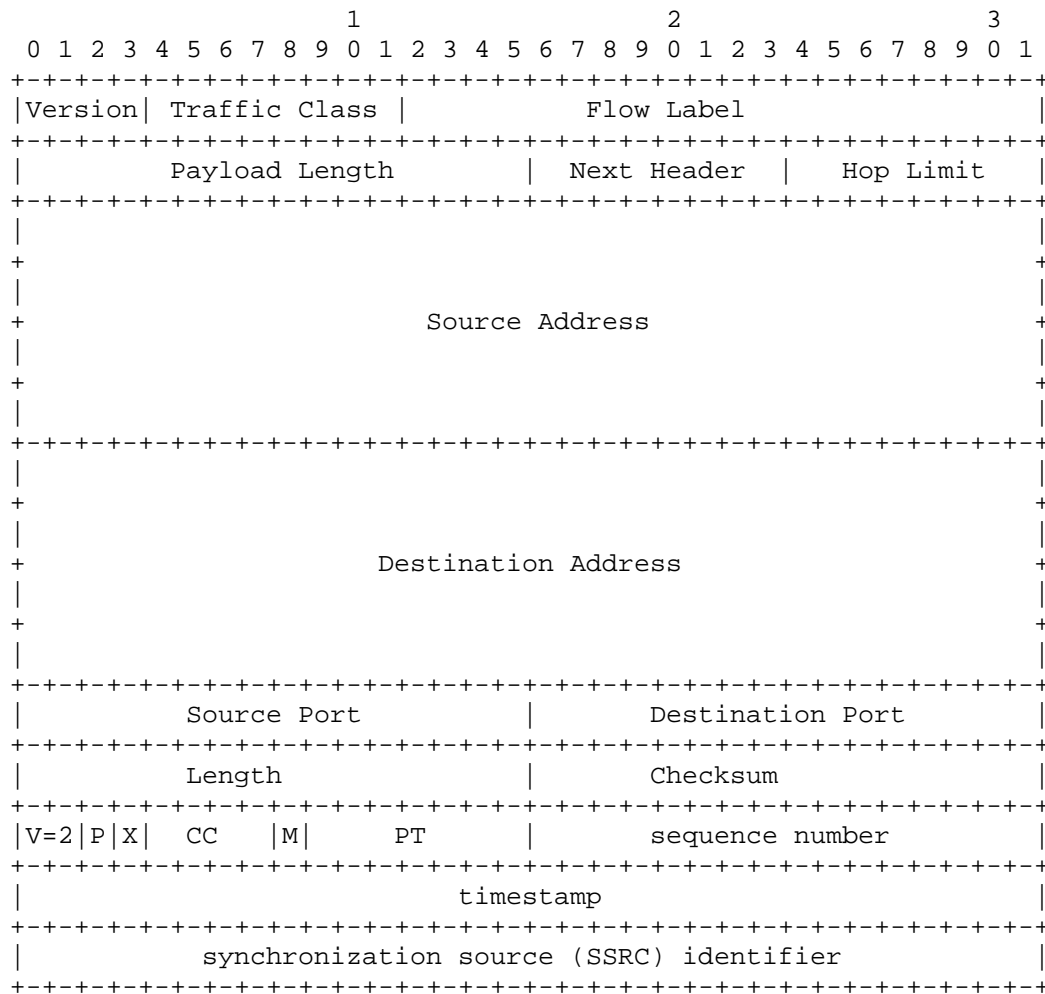 1 2 3
0 1 2 3 4 5 6 7 8 9 0 1 2 3 4 5 6 7 8 9 0 1 2 3 4 5 6 7 8 9 0 1
+-+-+-+-+-+-+-+-+-+-+-+-+-+-+-+-+-+-+-+-+-+-+-+-+-+-+-+-+-+-+-+-+
|Version| Traffic Class | Flow Label |
+-+-+-+-+-+-+-+-+-+-+-+-+-+-+-+-+-+-+-+-+-+-+-+-+-+-+-+-+-+-+-+-+
| Payload Length | Next Header | Hop Limit |
+-+-+-+-+-+-+-+-+-+-+-+-+-+-+-+-+-+-+-+-+-+-+-+-+-+-+-+-+-+-+-+-+
| |
+ +
| |
+ Source Address +
| |
+ +
| |
+-+-+-+-+-+-+-+-+-+-+-+-+-+-+-+-+-+-+-+-+-+-+-+-+-+-+-+-+-+-+-+-+
| |
+ +
| |
+ Destination Address +
| |
+ +
| |
+-+-+-+-+-+-+-+-+-+-+-+-+-+-+-+-+-+-+-+-+-+-+-+-+-+-+-+-+-+-+-+-+
| Source Port | Destination Port |
+-+-+-+-+-+-+-+-+-+-+-+-+-+-+-+-+-+-+-+-+-+-+-+-+-+-+-+-+-+-+-+-+
| Length | Checksum |
+-+-+-+-+-+-+-+-+-+-+-+-+-+-+-+-+-+-+-+-+-+-+-+-+-+-+-+-+-+-+-+-+
|V=2|P|X| CC |M| PT | sequence number |
+-+-+-+-+-+-+-+-+-+-+-+-+-+-+-+-+-+-+-+-+-+-+-+-+-+-+-+-+-+-+-+-+
| timestamp |
+-+-+-+-+-+-+-+-+-+-+-+-+-+-+-+-+-+-+-+-+-+-+-+-+-+-+-+-+-+-+-+-+
| synchronization source (SSRC) identifier |
+-+-+-+-+-+-+-+-+-+-+-+-+-+-+-+-+-+-+-+-+-+-+-+-+-+-+-+-+-+-+-+-+